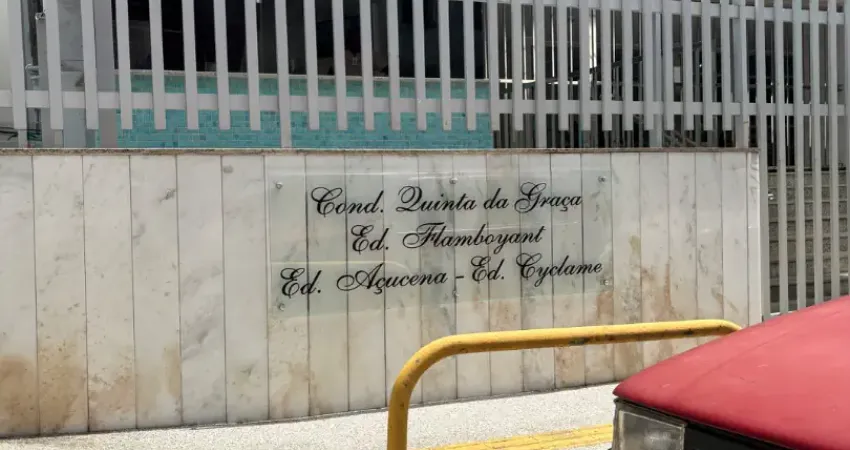 Cond. Quinta da Graça
Ed. Flamboyant
Ed. Açucena - Ed. Cyclame